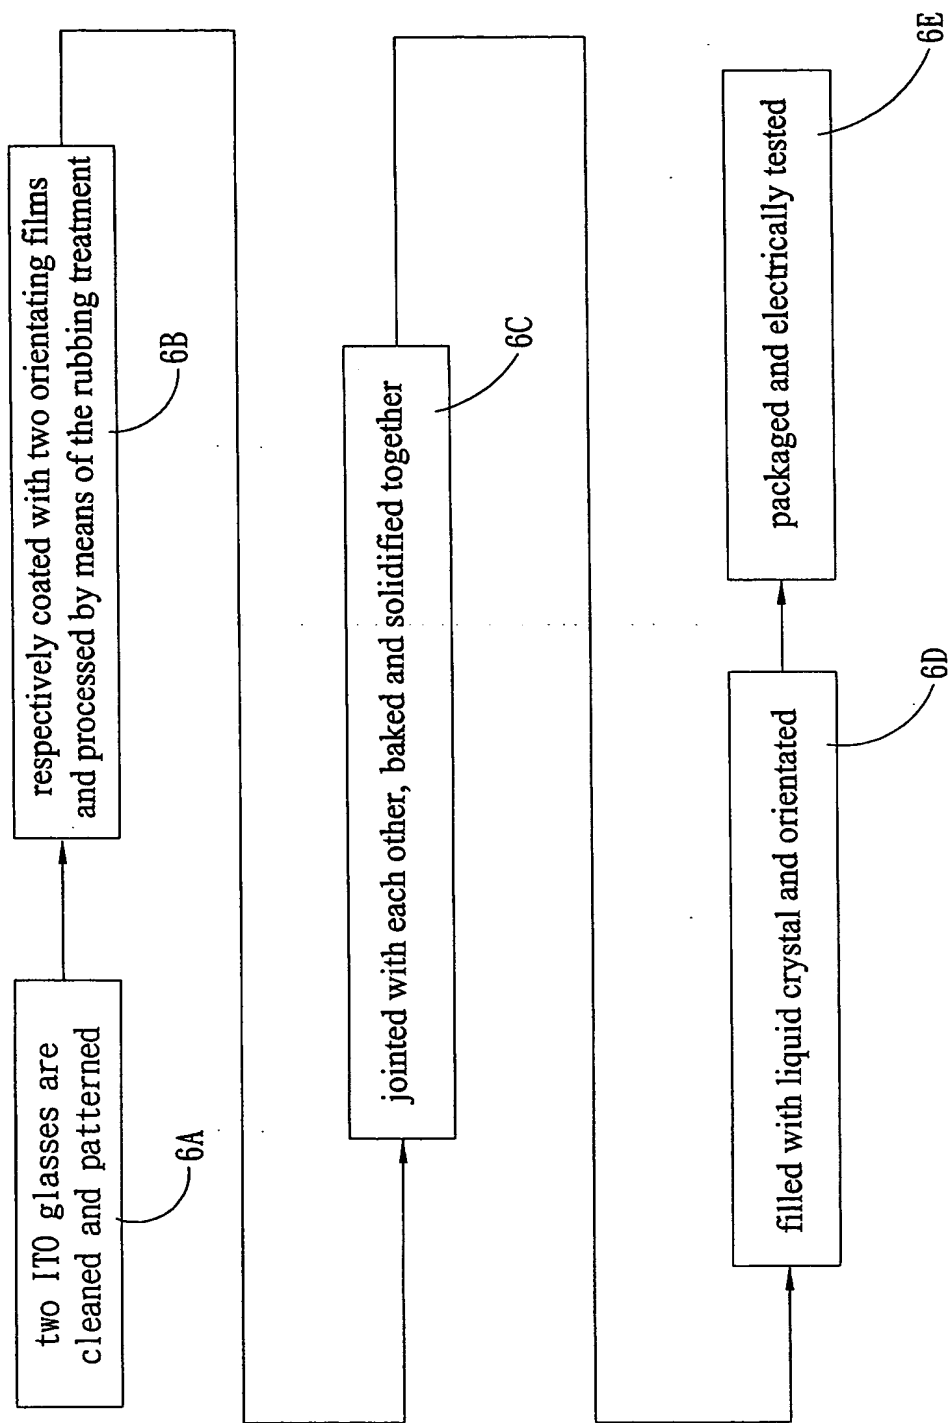 two ITO glasses are
cleaned and patterned
6A
respectively coated with two orientating films
and processed by means of the rubbing treatment
6B
jointed with each other, baked and solidified together
6C
filled with liquid crystal and orientated
6D
packaged and electrically tested
6E